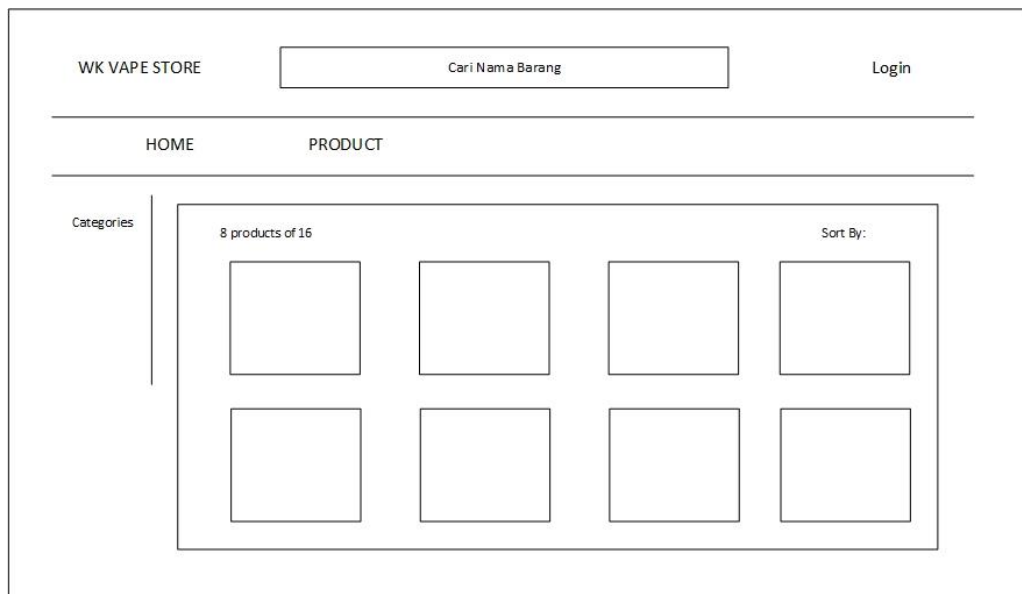 WK VAPE STORE
Cari Nama Barang
Login
HOME
PRODUCT
Categories
8 products of 16
Sort By: